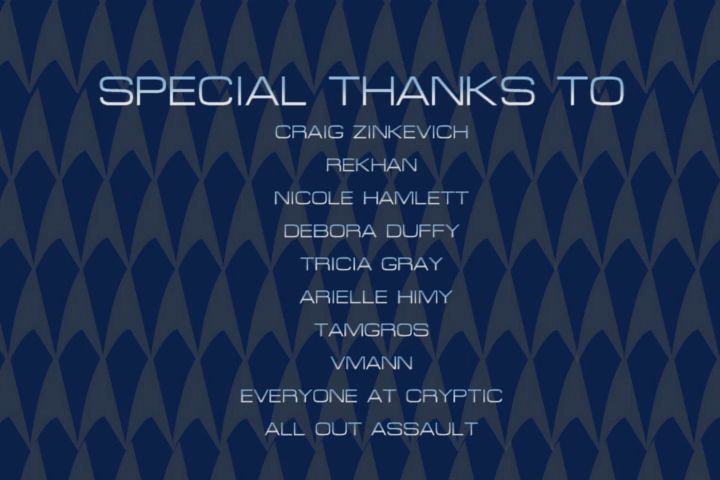 SPECIAL THANKS TO
CRAIG ZINKEVICH
REKHAN
NICOLE HAMLETT
DEBORA DUFFY
TRICIA GRAY
ARIELLE HIMY
TAMGROS
VMANN
EVERYONE AT CRYPTIC
ALL OUT ASSAULT